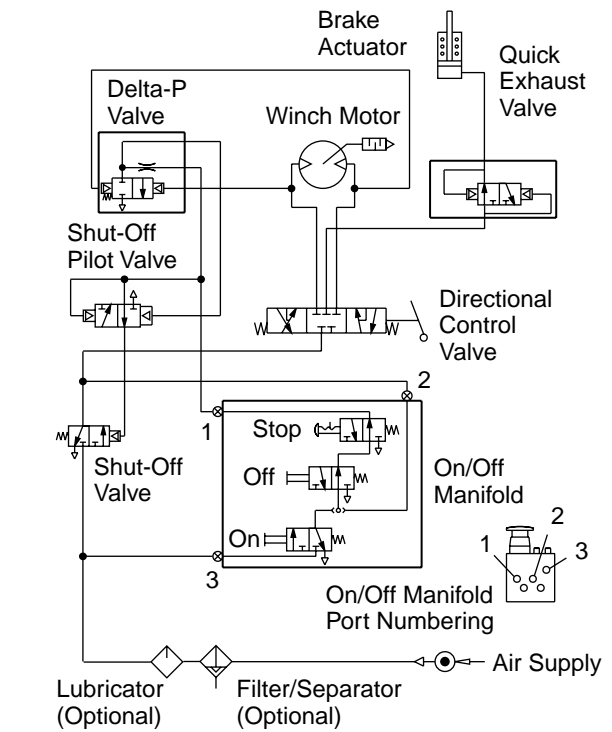 Brake
Actuator
Quick
Exhaust
Valve
Delta-P
Valve
Winch Motor
Shut-Off
Pilot Valve
Directional
Control
Valve
2
1
Stop
Off
On
3
Shut-Off
Valve
On/Off
Manifold
1
2
3
On/Off Manifold
Port Numbering
Air Supply
Lubricator
(Optional)
Filter/Separator
(Optional)